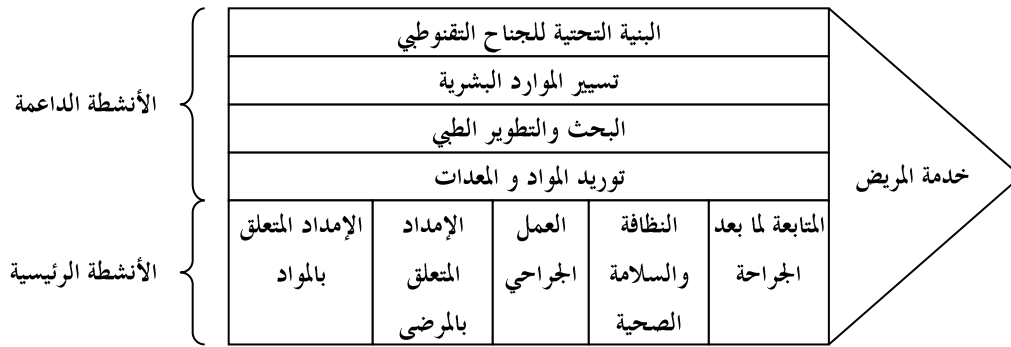 البنية التحتية للجناح التقنوطبي
تسيير الموارد البشرية
البحث والتطوير الطبي
توريد المواد و المعدات
الأنشطة الداعمة
خدمة المريض
المتابعة لما بعد
الجراحة
النظافة
والسلامة
الصحية
العمل
الجراحي
الإمداد
المتعلق
بالمرضى
الإمداد المتعلق
بالمواد
الأنشطة الرئيسية